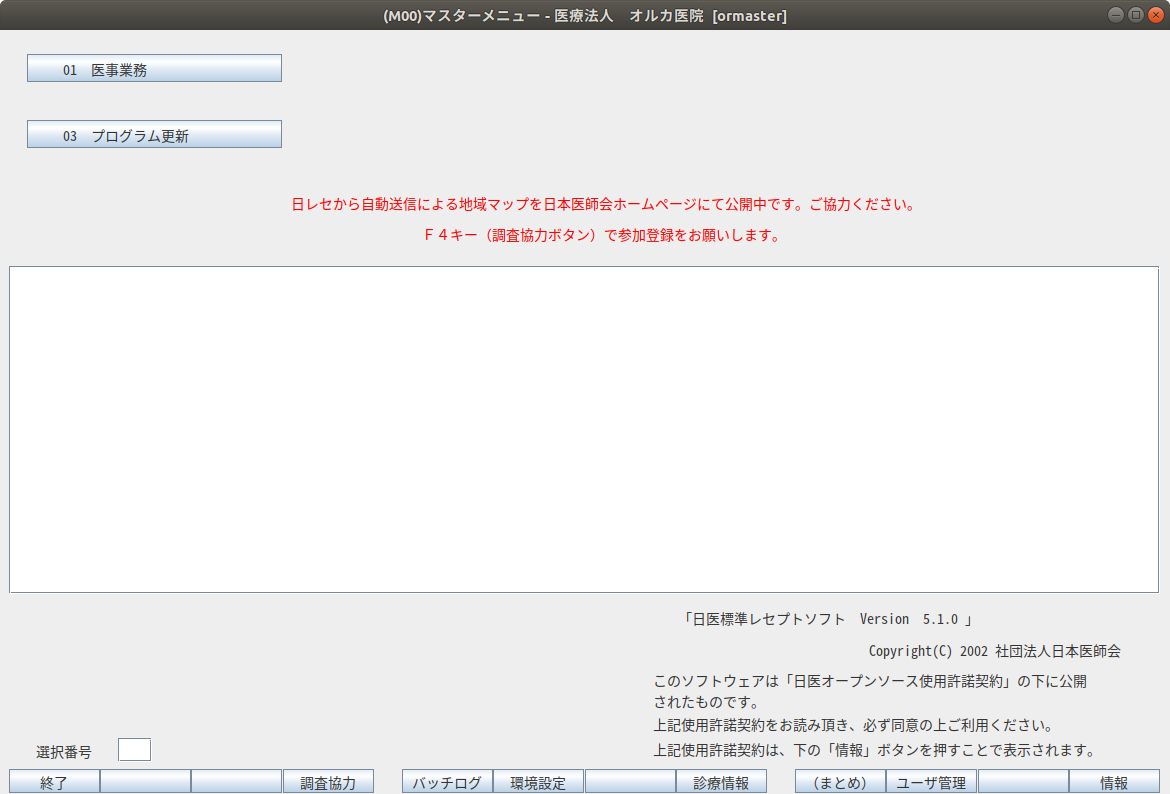 (M00)マスターメニュー - 医療法人　オルカ医院 [ormaster]
01　医事業務
03　プログラム更新
日レセから自動送信による地域マップを日本医師会ホームページにて公開中です。ご協力ください。
Ｆ４キー（調査協力ボタン）で参加登録をお願いします。
「日医標準レセプトソフト　Version　5.1.0 」
Copyright(C) 2002 社団法人日本医師会
このソフトウェアは「日医オープンソース使用許諾契約」の下に公開
されたものです。
上記使用許諾契約をお読み頂き、必ず同意の上ご利用ください。
上記使用許諾契約は、下の「情報」ボタンを押すことで表示されます。
選択番号
終了 調査協力 バッチログ 環境設定 診療情報 （まとめ） ユーザ管理 情報